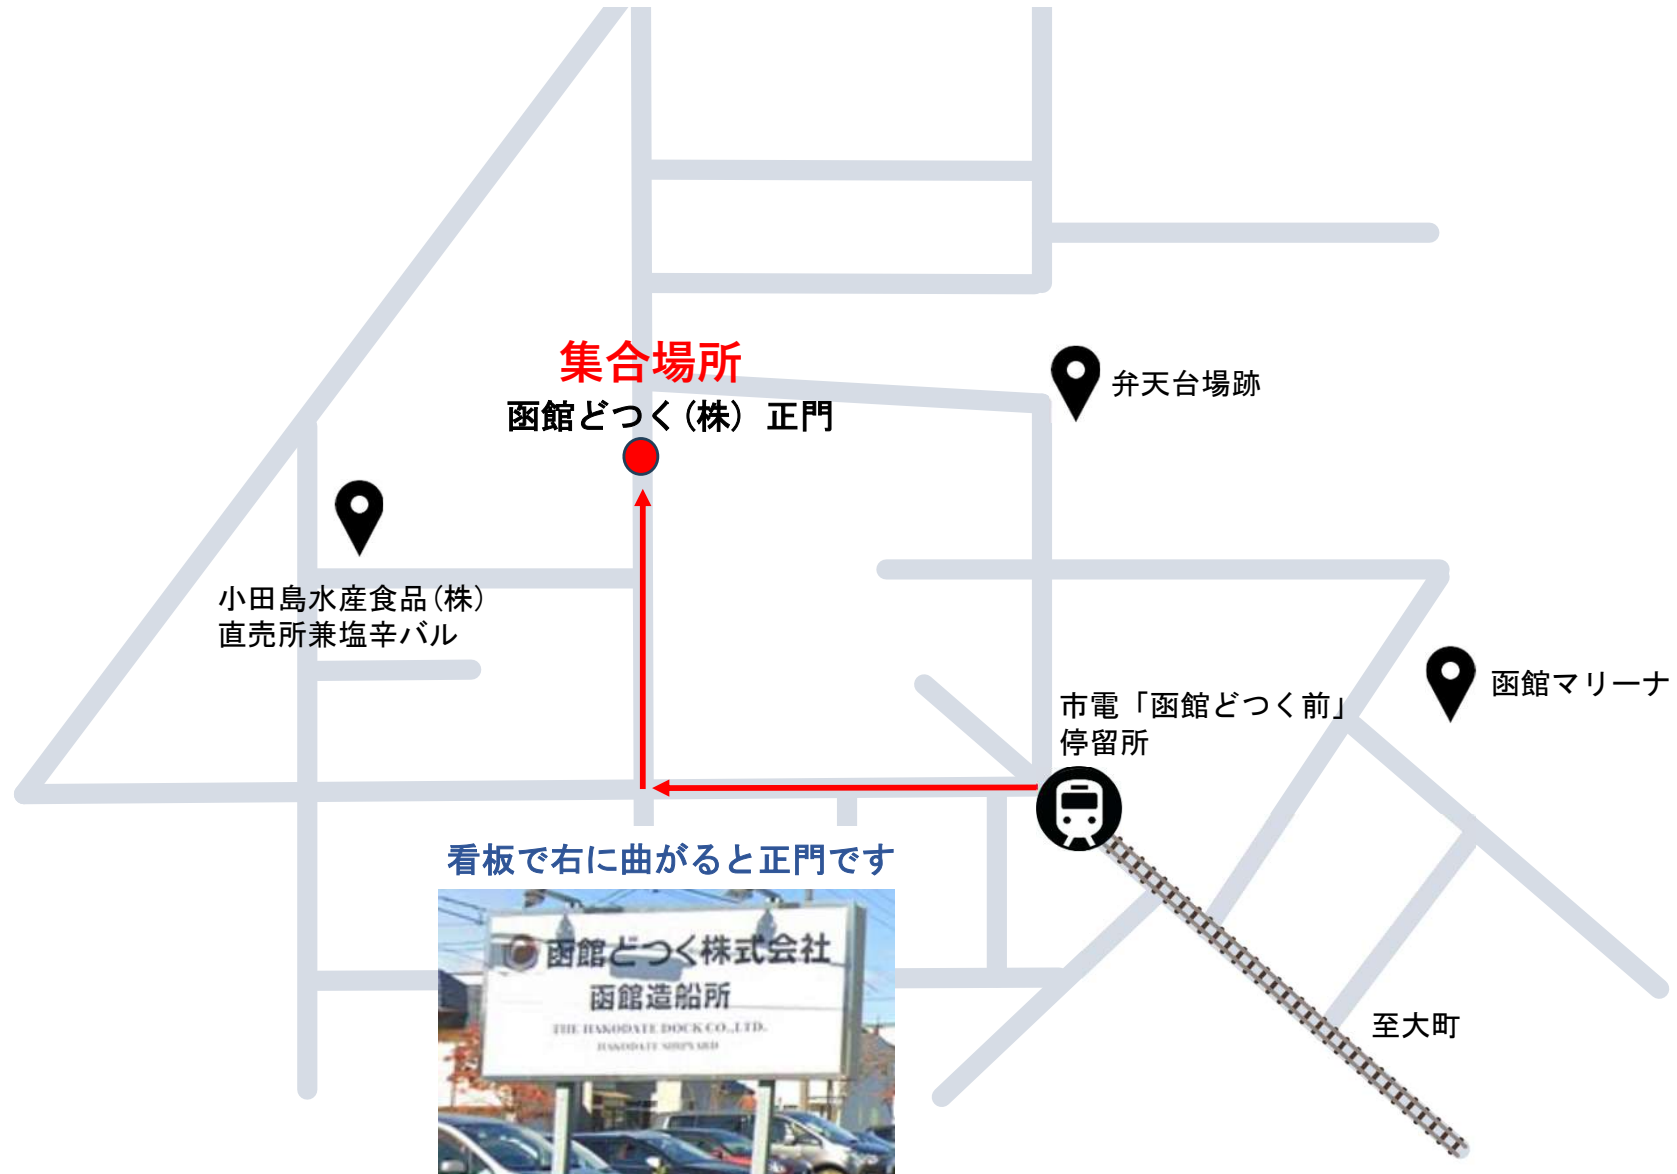 集合場所
函館どつく(株) 正門
弁天台場跡
小田島水産食品(株)
直売所兼塩辛バル
函館マリーナ
市電「函館どつく前」
停留所
看板で右に曲がると正門です
函館どつく株式会社
函館造船所
THE HAKODATE DOCK CO.,LTD.
HAKODATE SHIPYARD
至大町